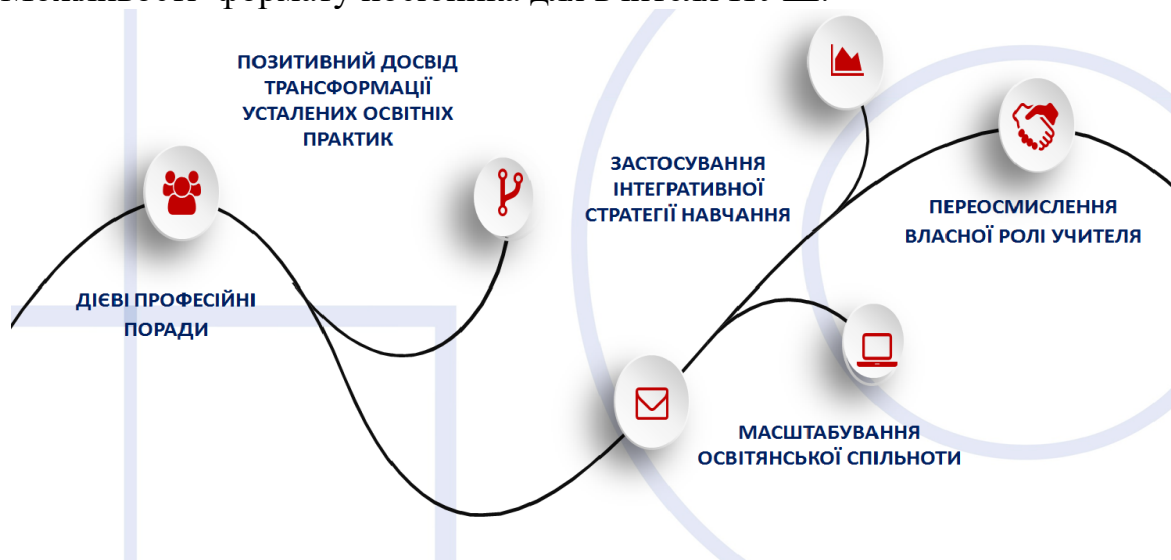 ПОЗИТИВНИЙ ДОСВІД
ТРАНСФОРМАЦІЇ
УСТАЛЕНИХ ОСВІТНІХ
ПРАКТИК
ДІЄВІ ПРОФЕСІЙНІ
ПОРАДИ
ЗАСТОСУВАННЯ
ІНТЕГРАТИВНОЇ
СТРАТЕГІЇ НАВЧАННЯ
ПЕРЕОСМИСЛЕННЯ
ВЛАСНОЇ РОЛІ УЧИТЕЛЯ
МАСШТАБУВАННЯ
ОСВІТЯНСЬКОЇ СПІЛЬНОТИ